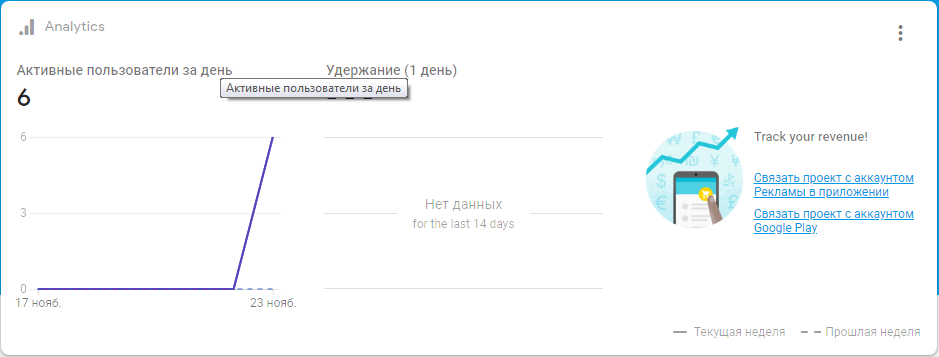 Analytics
Активные пользователи за день
Удержание (1 день)
Активные пользователи за день
6
6
3
0
17 нояб.
23 нояб.
Нет данных
for the last 14 days
Track your revenue!
Связать проект с аккаунтом
Рекламы в приложении
Связать проект с аккаунтом
Google Play
Текущая неделя
Прошлая неделя